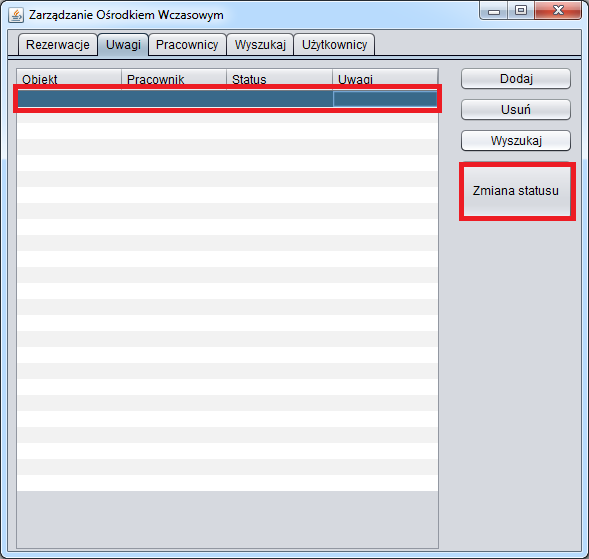 Zarządzanie Ośrodkiem Wczasowym
Rezerwacje Uwagi Pracownicy Wyszukaj Użytkownicy
Obiekt Pracownik Status Uwagi
Dodaj
Usuń
Wyszukaj
Zmiana statusu